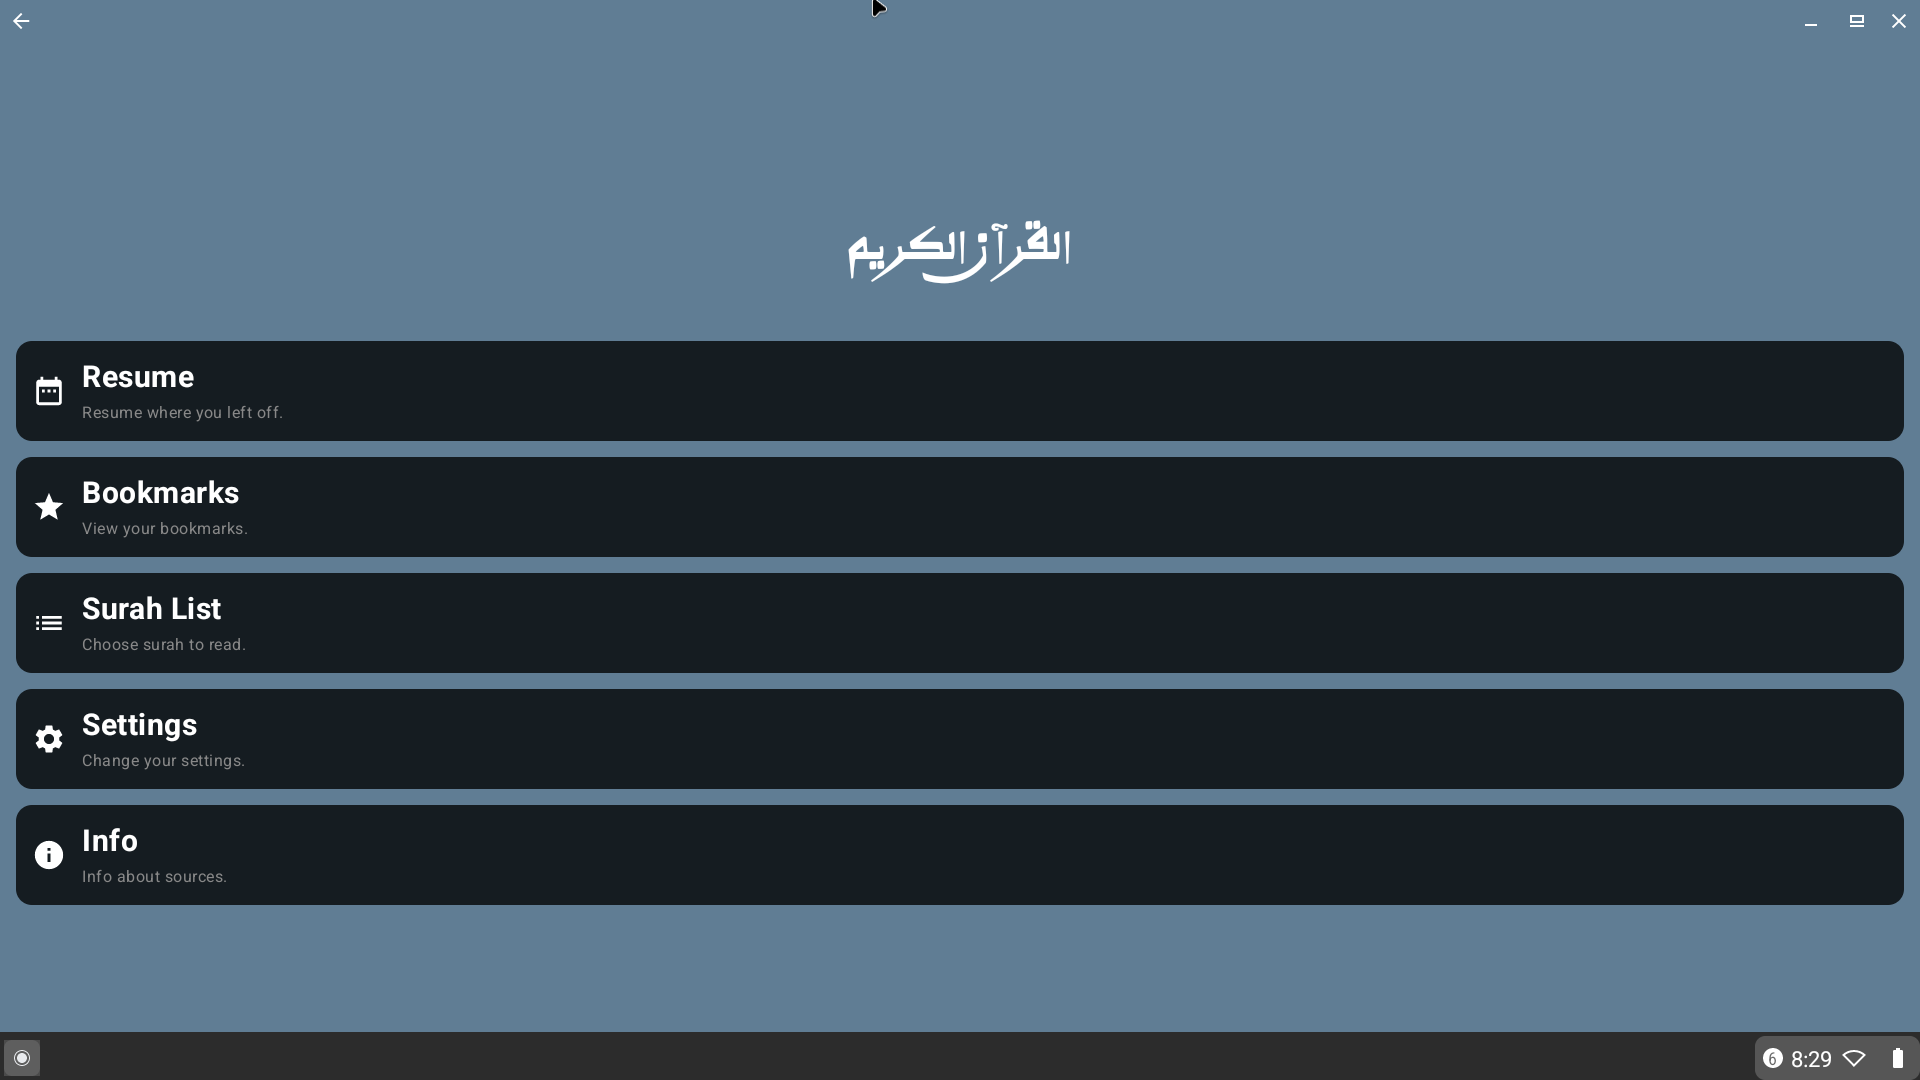 القرآن الكريم
Resume
Resume where you left off.
Bookmarks
View your bookmarks.
Surah List
Choose surah to read.
Settings
Change your settings.
Info
Info about sources.
6 8:29